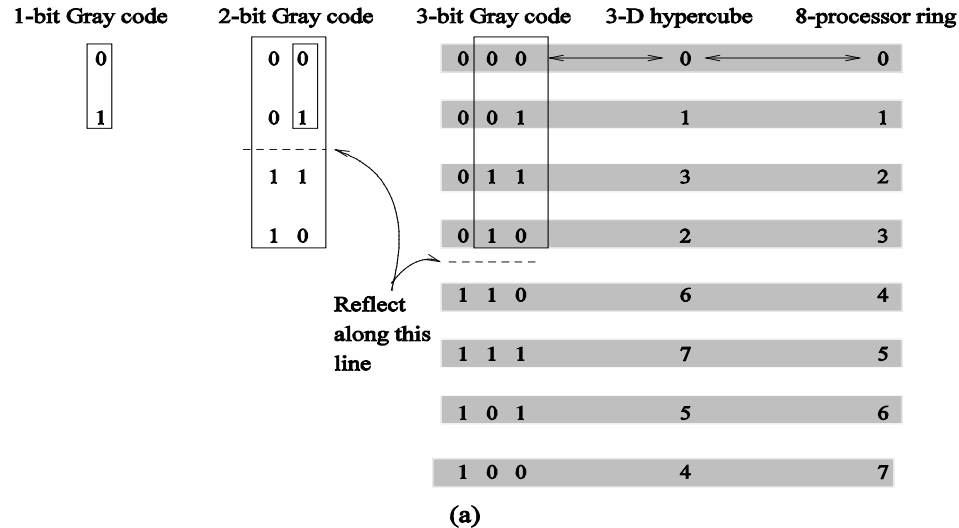 1-bit Gray code 2-bit Gray code 3-bit Gray code 3-D hypercube 8-processor ring
0 0 0 0 0 0 0 0
1 0 1 0 0 1 1 1
1 1 0 1 1 3 2
1 0 0 1 0 2 3
1 1 0 6 4
Reflect
along this
line
1 1 1 7 5
1 0 1 5 6
1 0 0 4 7
(a)